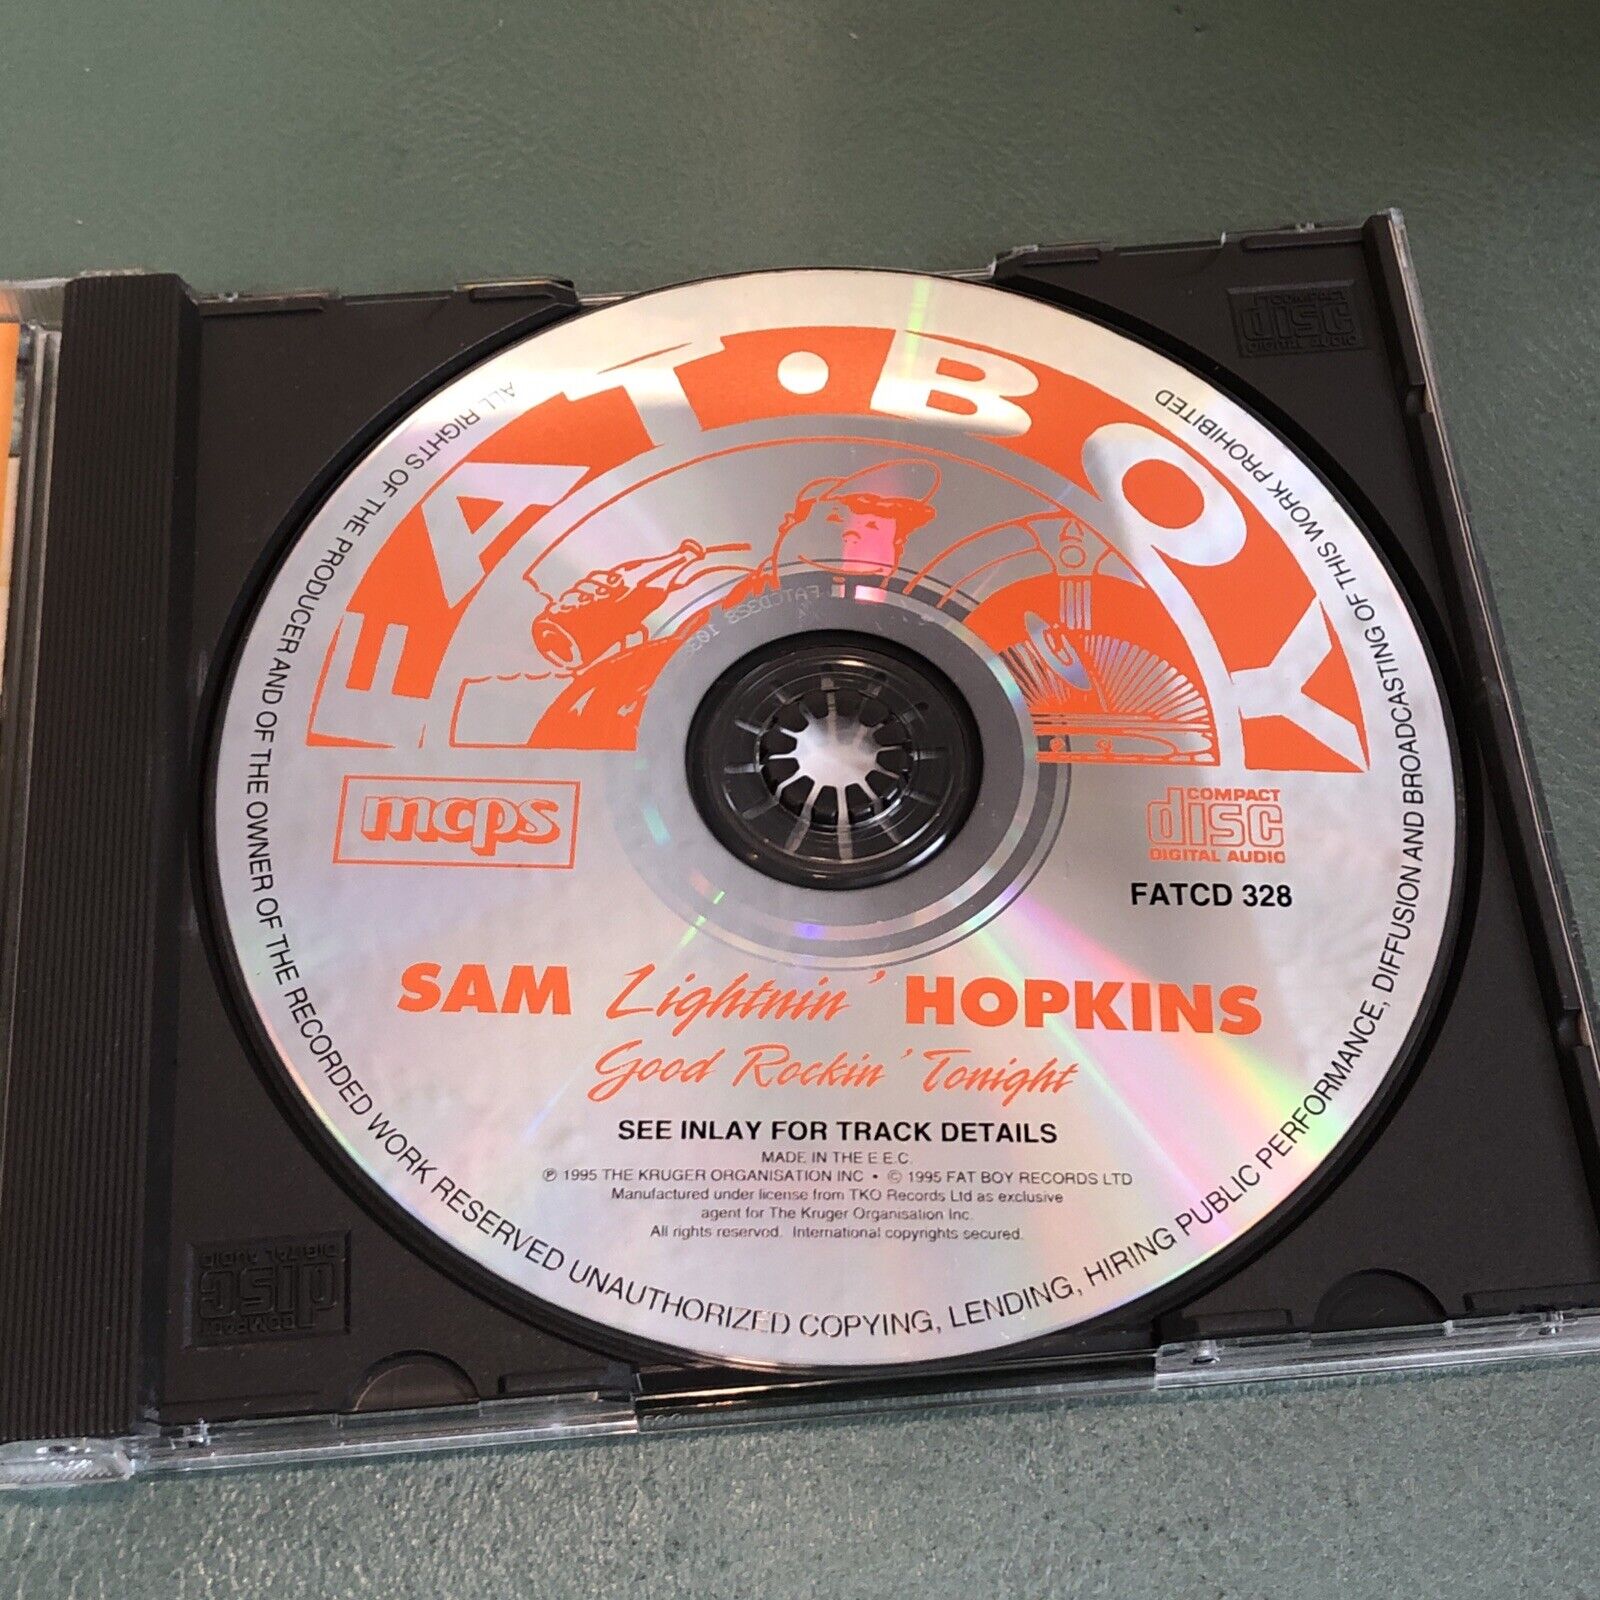 FAT • BOY
ALL RIGHTS OF THE PRODUCER AND OF THE OWNER OF THE RECORDED WORK RESERVED UNAUTHORIZED COPYING, LENDING, HIRING PUBLIC PERFORMANCE, DIFFUSION AND BROADCASTING OF THIS WORK PROHIBITED
mcps
COMPACT
disc
DIGITAL AUDIO
FATCD 328
SAM Lightnin' HOPKINS
Good Rockin' Tonight
SEE INLAY FOR TRACK DETAILS
MADE IN THE E.E.C.
℗ 1995 THE KRUGER ORGANISATION INC • © 1995 FAT BOY RECORDS LTD
Manufactured under license from TKO Records Ltd as exclusive
agent for The Kruger Organisation Inc.
All rights reserved. International copyrights secured.
FATCD328
COMPACT
disc
DIGITAL AUDIO
COMPACT
disc
DIGITAL AUDIO